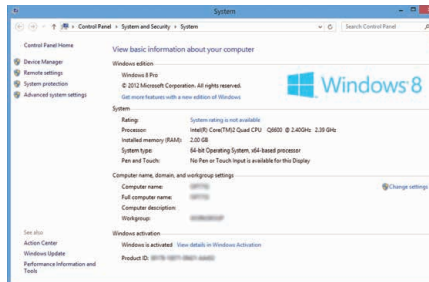 System
Control Panel ▸ System and Security ▸ System
Search Control Panel
Control Panel Home
Device Manager
Remote settings
System protection
Advanced system settings
See also
Action Center
Windows Update
Performance Information and
Tools
View basic information about your computer
Windows edition
Windows 8 Pro
© 2012 Microsoft Corporation. All rights reserved.
Get more features with a new edition of Windows
Windows 8
System
Rating: System rating is not available
Processor: Intel(R) Core(TM)2 Quad CPU Q6600 @ 2.40GHz 2.39 GHz
Installed memory (RAM): 2.00 GB
System type: 64-bit Operating System, x64-based processor
Pen and Touch: No Pen or Touch Input is available for this Display
Computer name, domain, and workgroup settings
Computer name:
Change settings
Full computer name:
Computer description:
Workgroup:
Windows activation
Windows is activated View details in Windows Activation
Product ID: